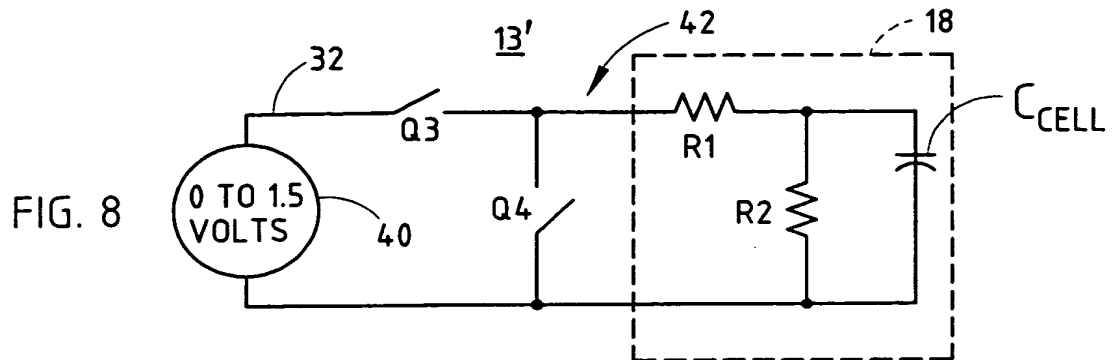 FIG. 8
32
13'
42
18
Q3
Q4
R1
R2
C CELL
0 TO 1.5
VOLTS
40